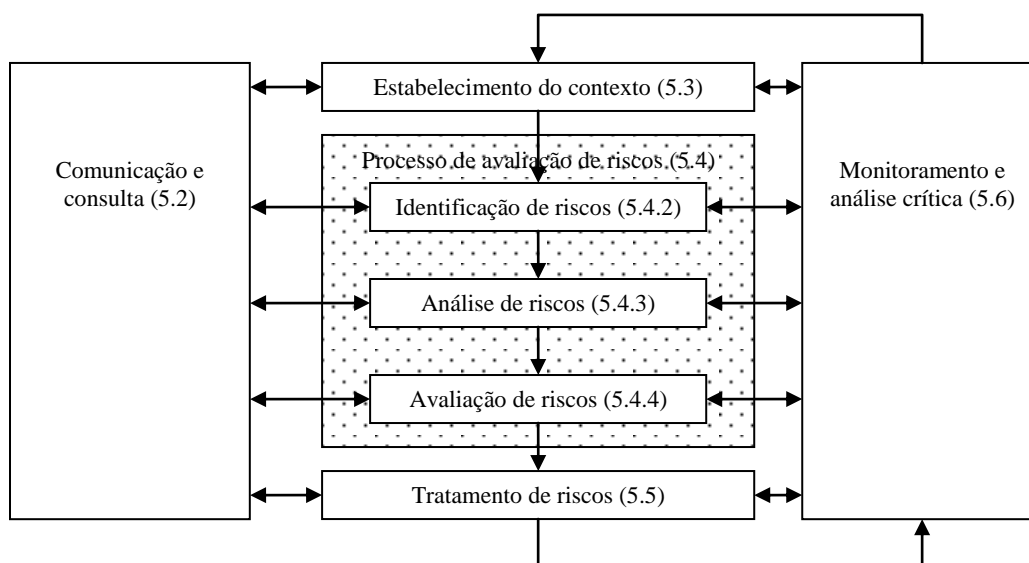 Estabelecimento do contexto (5.3)
Comunicação e
consulta (5.2)
Processo de avaliação de riscos (5.4)
Identificação de riscos (5.4.2)
Análise de riscos (5.4.3)
Avaliação de riscos (5.4.4)
Tratamento de riscos (5.5)
Monitoramento e
análise crítica (5.6)